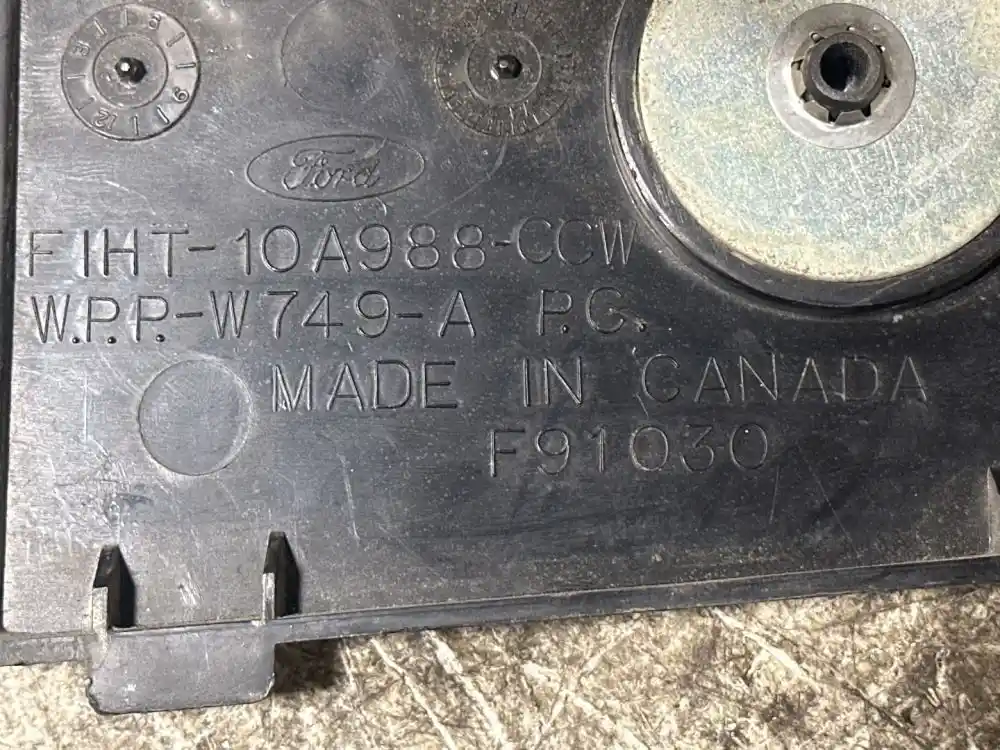 Ford
F1HT-10A988-CCW
W.P.P.-W749-A P.C.
MADE IN CANADA
F91030